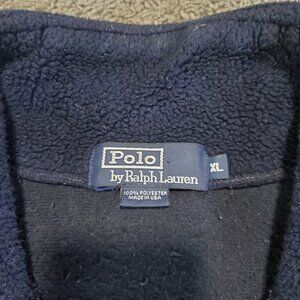 Polo
by Ralph Lauren
XL
100% POLYESTER
MADE IN USA